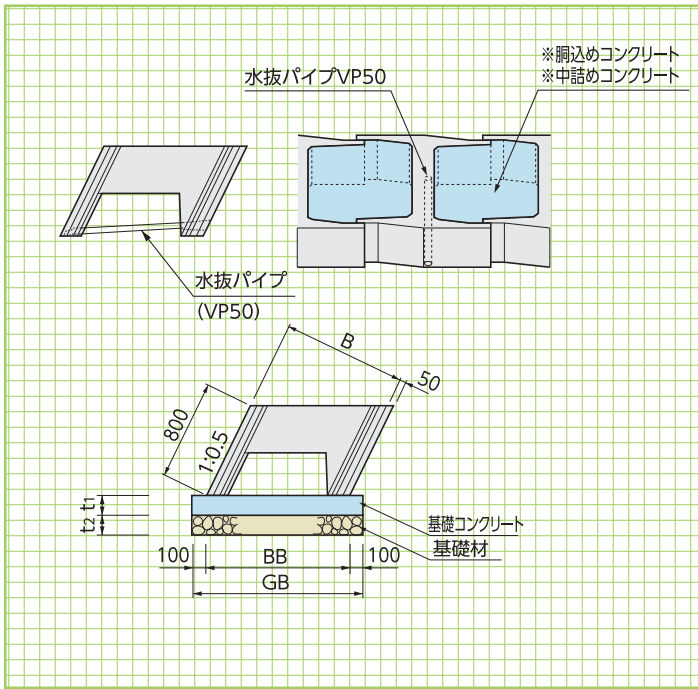 水抜パイプVP50
※胴込めコンクリート
※中詰めコンクリート
水抜パイプ
(VP50)
B
50
800
1:0.5
t1
t2
基礎コンクリート
基礎材
100
BB
100
GB